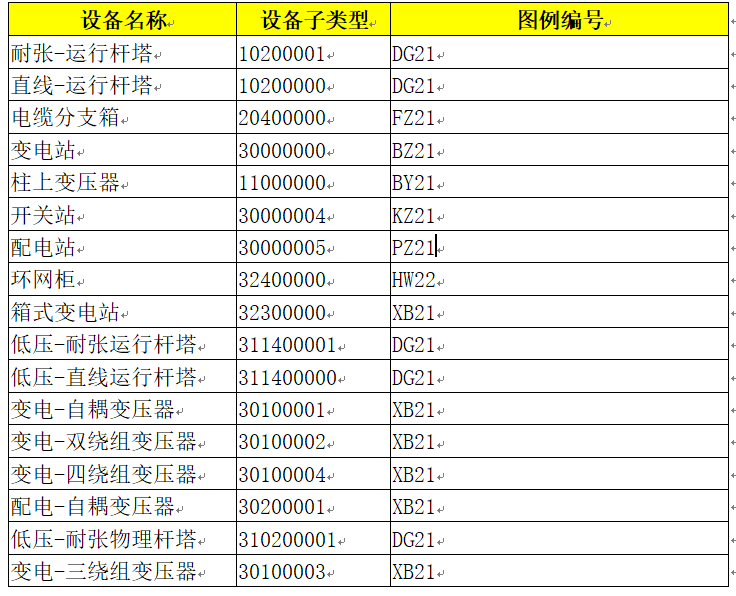 设备名称 设备子类型 图例编号
耐张-运行杆塔 10200001 DG21
直线-运行杆塔 10200000 DG21
电缆分支箱 20400000 FZ21
变电站 30000000 BZ21
柱上变压器 11000000 BY21
开关站 30000004 KZ21
配电站 30000005 PZ21
环网柜 32400000 HW22
箱式变电站 32300000 XB21
低压-耐张运行杆塔 311400001 DG21
低压-直线运行杆塔 311400000 DG21
变电-自耦变压器 30100001 XB21
变电-双绕组变压器 30100002 XB21
变电-四绕组变压器 30100004 XB21
配电-自耦变压器 30200001 XB21
低压-耐张物理杆塔 310200001 DG21
变电-三绕组变压器 30100003 XB21